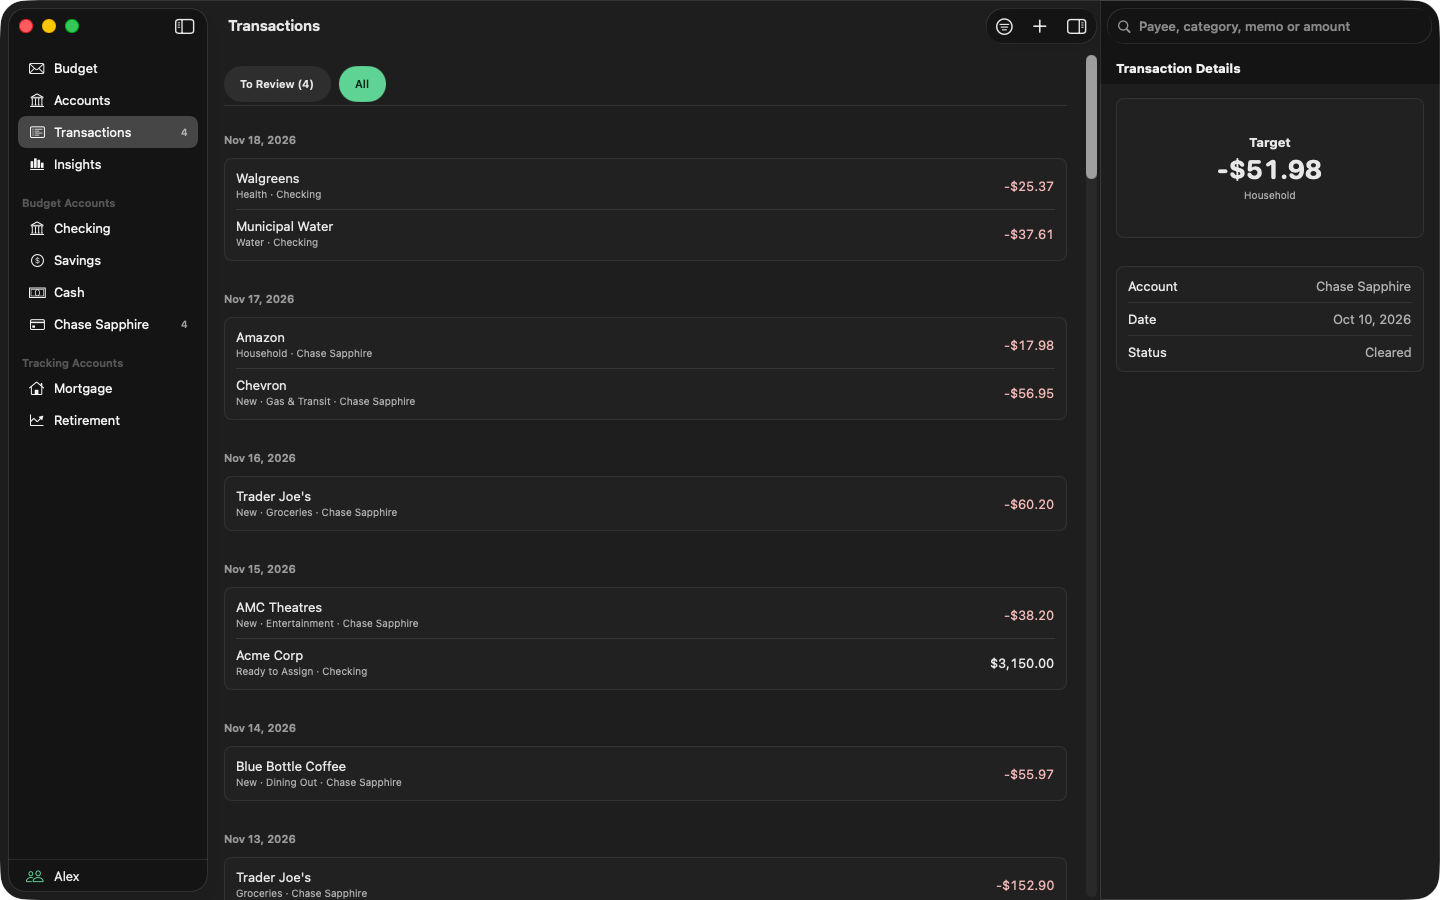 Budget
Accounts
Transactions 4
Insights
Budget Accounts
Checking
Savings
Cash
Chase Sapphire 4
Tracking Accounts
Mortgage
Retirement
Alex
Transactions
To Review (4)
All
Nov 18, 2026
Walgreens
Health · Checking
-$25.37
Municipal Water
Water · Checking
-$37.61
Nov 17, 2026
Amazon
Household · Chase Sapphire
-$17.98
Chevron
New · Gas & Transit · Chase Sapphire
-$56.95
Nov 16, 2026
Trader Joe's
New · Groceries · Chase Sapphire
-$60.20
Nov 15, 2026
AMC Theatres
New · Entertainment · Chase Sapphire
-$38.20
Acme Corp
Ready to Assign · Checking
$3,150.00
Nov 14, 2026
Blue Bottle Coffee
New · Dining Out · Chase Sapphire
-$55.97
Nov 13, 2026
Trader Joe's
Groceries · Chase Sapphire
-$152.90
Payee, category, memo or amount
Transaction Details
Target
-$51.98
Household
Account Chase Sapphire
Date Oct 10, 2026
Status Cleared